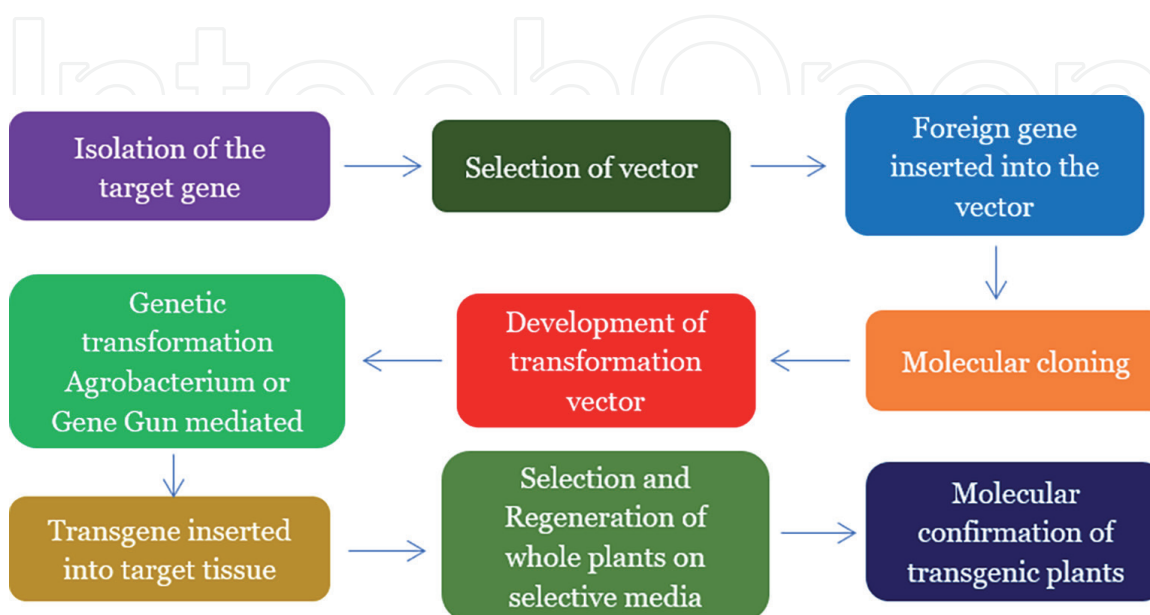 IntechOpen
Isolation of the
target gene
Selection of vector
Foreign gene
inserted into the
vector
Molecular cloning
Development of
transformation
vector
Genetic
transformation
Agrobacterium or
Gene Gun mediated
Transgene inserted
into target tissue
Selection and
Regeneration of
whole plants on
selective media
Molecular
confirmation of
transgenic plants